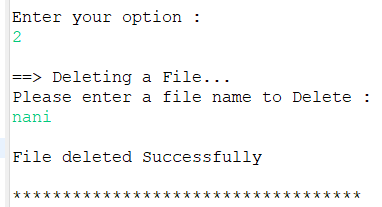 Enter your option :
2
==> Deleting a File...
Please enter a file name to Delete :
nani
File deleted Successfully
***********************************